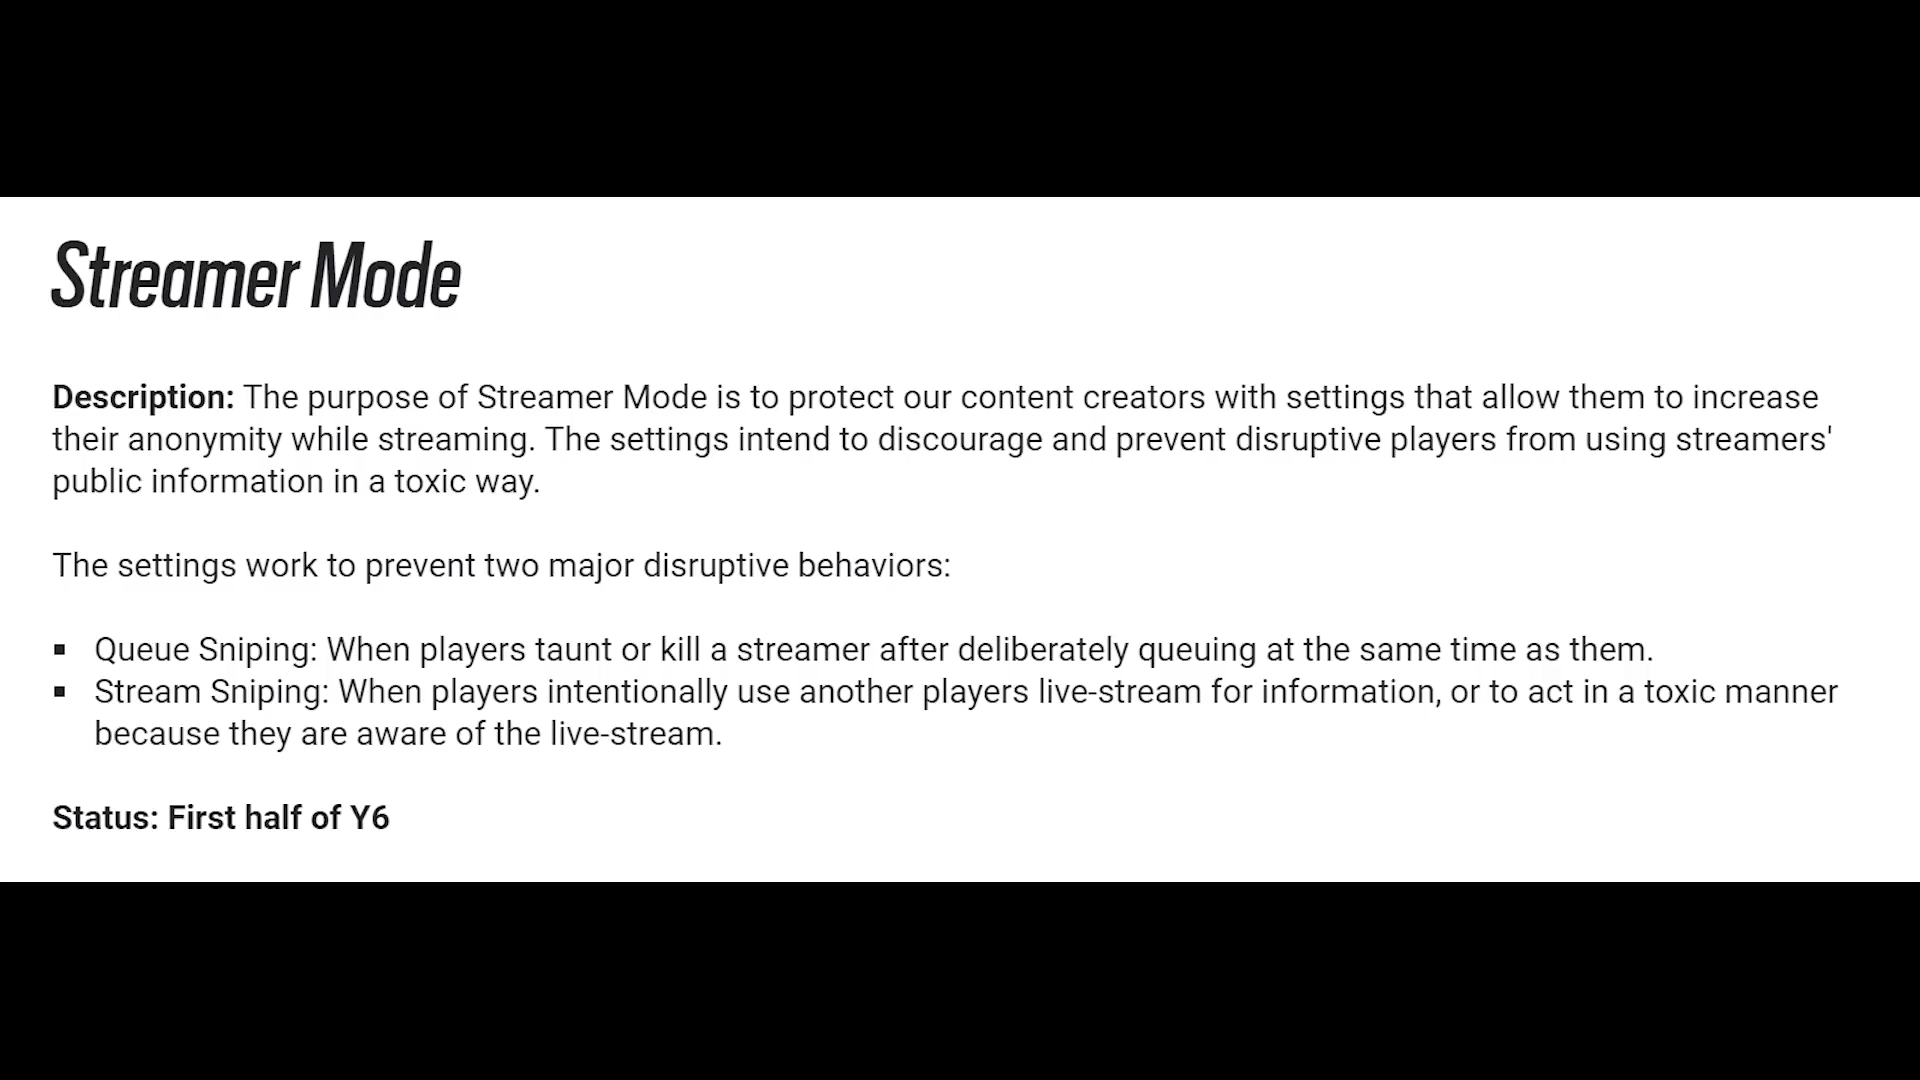 Streamer Mode
Description: The purpose of Streamer Mode is to protect our content creators with settings that allow them to increase
their anonymity while streaming. The settings intend to discourage and prevent disruptive players from using streamers'
public information in a toxic way.
The settings work to prevent two major disruptive behaviors:
▪ Queue Sniping: When players taunt or kill a streamer after deliberately queuing at the same time as them.
▪ Stream Sniping: When players intentionally use another players live-stream for information, or to act in a toxic manner
because they are aware of the live-stream.
Status: First half of Y6